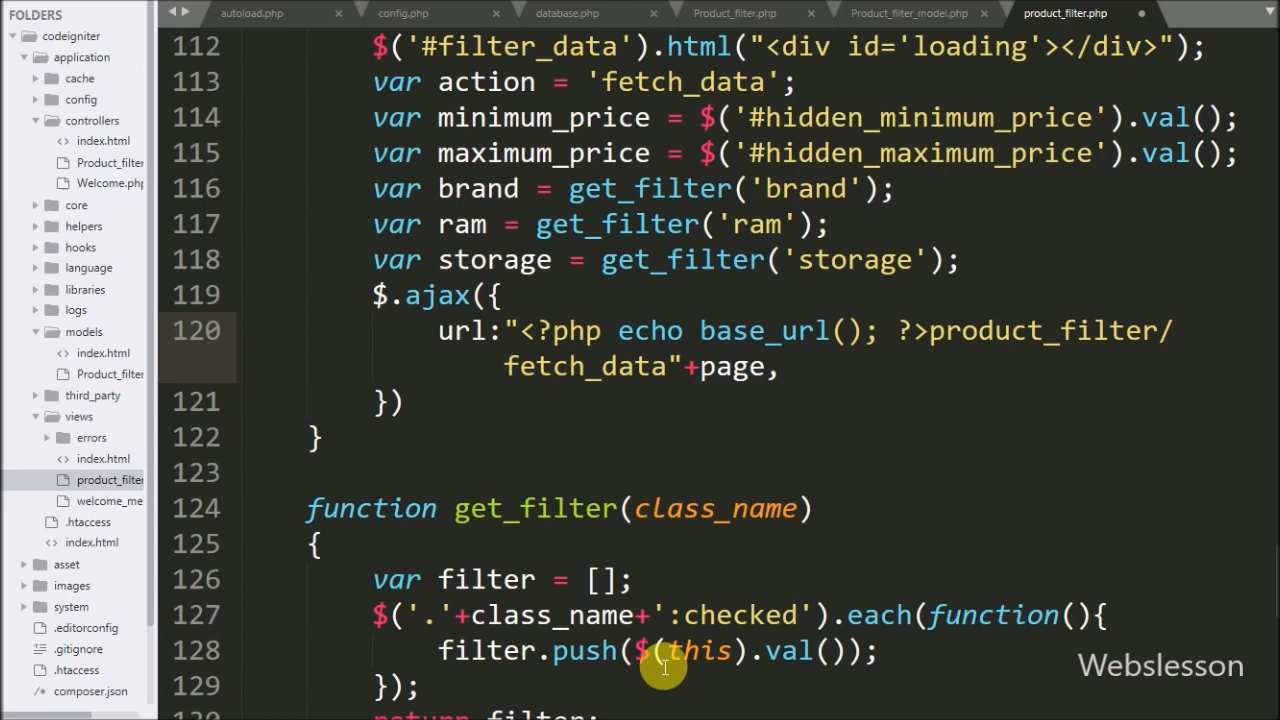 autoload.php
config.php
database.php
Product_filter.php
Product_filter_model.php
product_filter.php
FOLDERS
codeigniter
application
cache
config
controllers
index.html
Product_filter
Welcome.php
core
helpers
hooks
language
libraries
logs
models
index.html
Product_filter
third_party
views
errors
index.html
product_filter
welcome_me
.htaccess
index.html
asset
images
system
.editorconfig
.gitignore
.htaccess
composer.json
112 $('#filter_data').html("<div id='loading'></div>");
113 var action = 'fetch_data';
114 var minimum_price = $('#hidden_minimum_price').val();
115 var maximum_price = $('#hidden_maximum_price').val();
116 var brand = get_filter('brand');
117 var ram = get_filter('ram');
118 var storage = get_filter('storage');
119 $.ajax({
120 url:"<?php echo base_url(); ?>product_filter/
fetch_data"+page,
121 })
122 }
123
124 function get_filter(class_name)
125 {
126 var filter = [];
127 $('.'+class_name+':checked').each(function(){
128 filter.push($(this).val());
129 });
130 return filter;
Webslesson